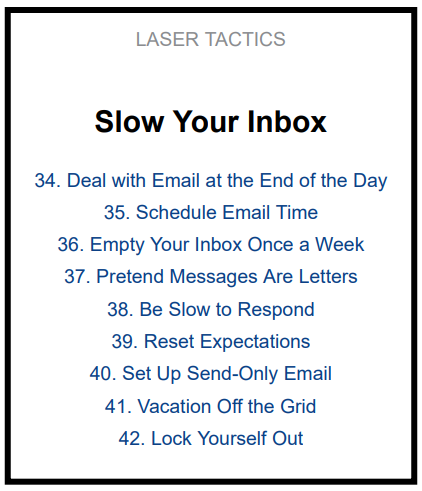 LASER TACTICS
Slow Your Inbox
34. Deal with Email at the End of the Day
35. Schedule Email Time
36. Empty Your Inbox Once a Week
37. Pretend Messages Are Letters
38. Be Slow to Respond
39. Reset Expectations
40. Set Up Send-Only Email
41. Vacation Off the Grid
42. Lock Yourself Out